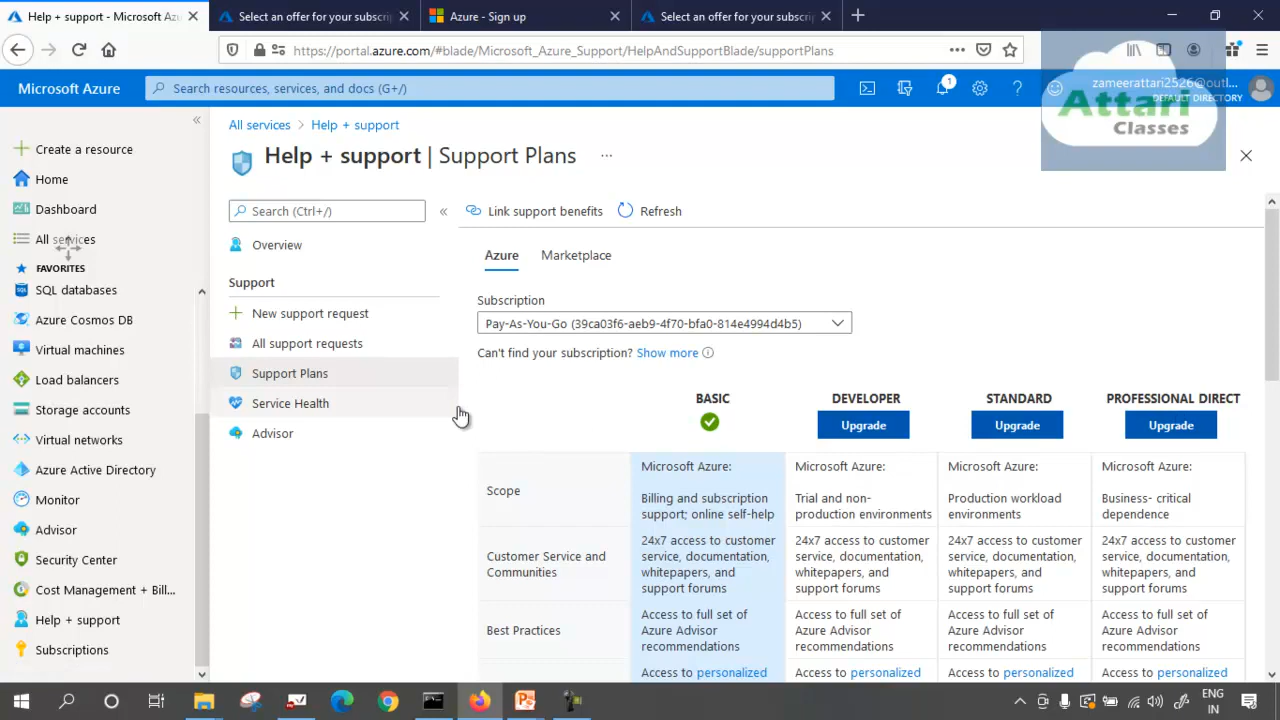 Help + support - Microsoft Azu
Select an offer for your subscrip
Azure - Sign up
Select an offer for your subscrip
https://portal.azure.com/#blade/Microsoft_Azure_Support/HelpAndSupportBlade/supportPlans
Microsoft Azure
Search resources, services, and docs (G+/)
1
zameerattari2526@outl...
DEFAULT DIRECTORY
Attari
Classes
Create a resource
Home
Dashboard
All services
FAVORITES
SQL databases
Azure Cosmos DB
Virtual machines
Load balancers
Storage accounts
Virtual networks
Azure Active Directory
Monitor
Advisor
Security Center
Cost Management + Bill...
Help + support
Subscriptions
All services > Help + support
Help + support | Support Plans
...
Search (Ctrl+/)
Overview
Support
New support request
All support requests
Support Plans
Service Health
Advisor
Link support benefits
Refresh
Azure
Marketplace
Subscription
Pay-As-You-Go (39ca03f6-aeb9-4f70-bfa0-814e4994d4b5)
Can't find your subscription? Show more
BASIC
DEVELOPER
STANDARD
PROFESSIONAL DIRECT
Upgrade
Upgrade
Upgrade
Scope
Microsoft Azure:
Billing and subscription
support; online self-help
Microsoft Azure:
Trial and non-
production environments
Microsoft Azure:
Production workload
environments
Microsoft Azure:
Business- critical
dependence
Customer Service and
Communities
24x7 access to customer
service, documentation,
whitepapers, and
support forums
24x7 access to customer
service, documentation,
whitepapers, and
support forums
24x7 access to customer
service, documentation,
whitepapers, and
support forums
24x7 access to customer
service, documentation,
whitepapers, and
support forums
Best Practices
Access to full set of
Azure Advisor
recommendations
Access to full set of
Azure Advisor
recommendations
Access to full set of
Azure Advisor
recommendations
Access to full set of
Azure Advisor
recommendations
Access to personalized
Access to personalized
Access to personalized
Access to personalized
ENG
IN